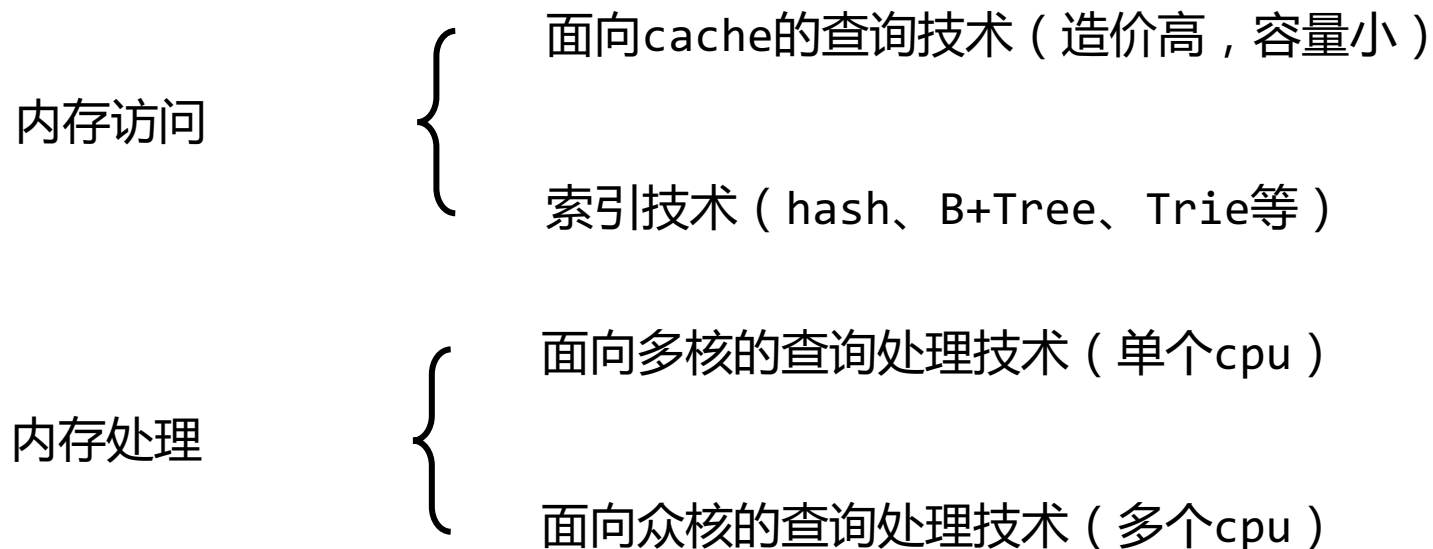 内存访问
面向cache的查询技术（造价高，容量小）
索引技术（hash、B+Tree、Trie等）
内存处理
面向多核的查询处理技术（单个cpu）
面向众核的查询处理技术（多个cpu）